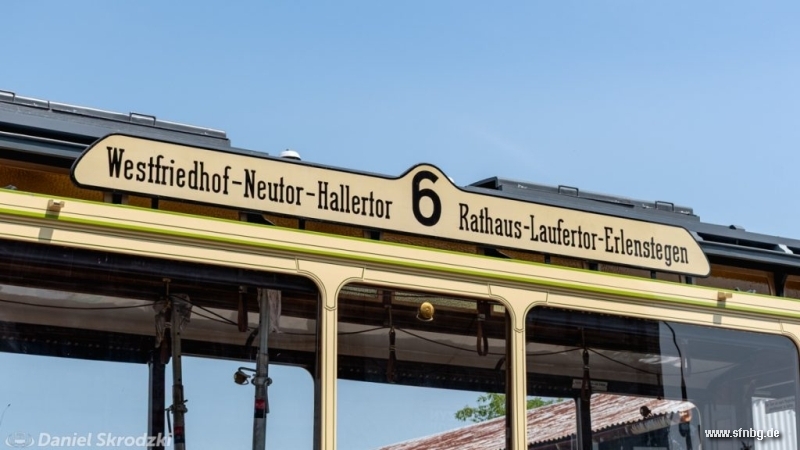 Westfriedhof-Neutor-Hallertor 6 Rathaus-Laufertor-Erlenstegen
Daniel Skrodzki
www.sfnbg.de